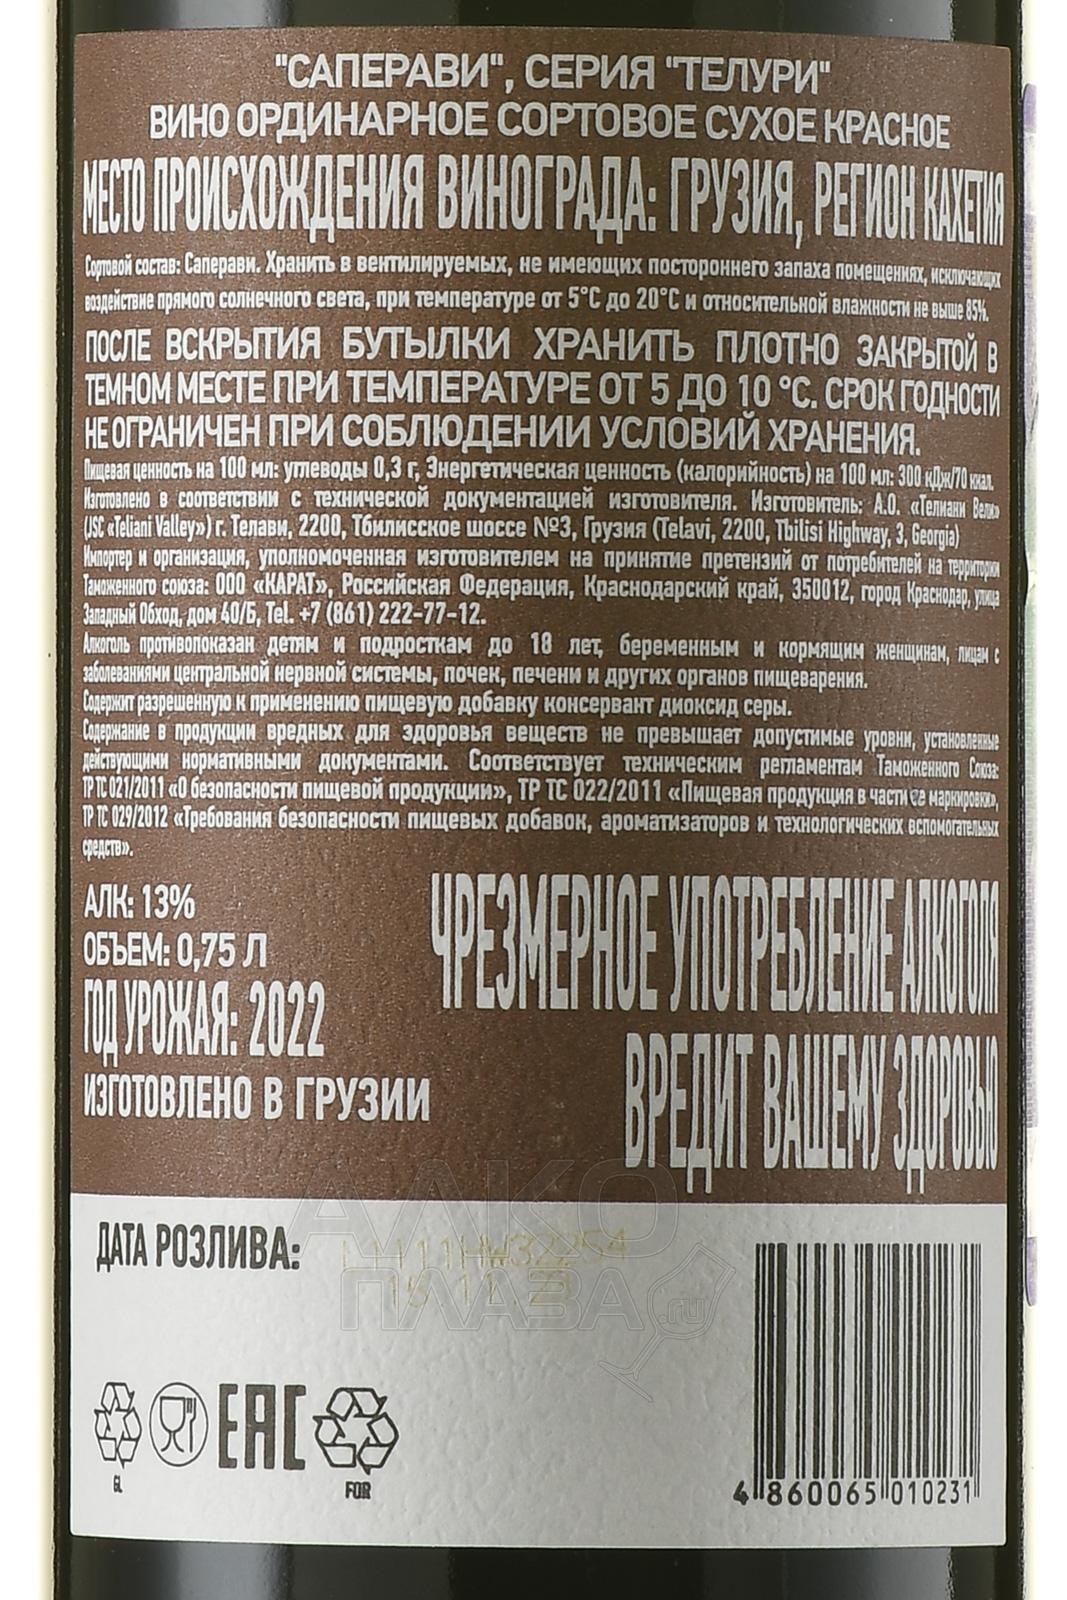 "САПЕРАВИ", СЕРИЯ "ТЕЛУРИ"
ВИНО ОРДИНАРНОЕ СОРТОВОЕ СУХОЕ КРАСНОЕ
МЕСТО ПРОИСХОЖДЕНИЯ ВИНОГРАДА: ГРУЗИЯ, РЕГИОН КАХЕТИЯ
Сортовой состав: Саперави. Хранить в вентилируемых, не имеющих постороннего запаха помещениях, исключающих
воздействие прямого солнечного света, при температуре от 5°С до 20°С и относительной влажности не выше 85%.
ПОСЛЕ ВСКРЫТИЯ БУТЫЛКИ ХРАНИТЬ ПЛОТНО ЗАКРЫТОЙ В
ТЕМНОМ МЕСТЕ ПРИ ТЕМПЕРАТУРЕ ОТ 5 ДО 10 °С. СРОК ГОДНОСТИ
НЕ ОГРАНИЧЕН ПРИ СОБЛЮДЕНИИ УСЛОВИЙ ХРАНЕНИЯ.
Пищевая ценность на 100 мл: углеводы 0,3 г, Энергетическая ценность (калорийность) на 100 мл: 300 кДж/70 ккал.
Изготовлено в соответствии с технической документацией изготовителя. Изготовитель: А.О. «Телиани Вели»
(JSC «Teliani Valley») г. Телави, 2200, Тбилисское шоссе №3, Грузия (Telavi, 2200, Tbilisi Highway, 3, Georgia)
Импортер и организация, уполномоченная изготовителем на принятие претензий от потребителей на территории
Таможенного союза: ООО «КАРАТ», Российская Федерация, Краснодарский край, 350012, город Краснодар, улица
Западный Обход, дом 40/Б, Tel. +7 (861) 222-77-12.
Алкоголь противопоказан детям и подросткам до 18 лет, беременным и кормящим женщинам, лицам с
заболеваниями центральной нервной системы, почек, печени и других органов пищеварения.
Содержит разрешенную к применению пищевую добавку консервант диоксид серы.
Содержание в продукции вредных для здоровья веществ не превышает допустимые уровни, установленные
действующими нормативными документами. Соответствует техническим регламентам Таможенного Союза:
ТР ТС 021/2011 «О безопасности пищевой продукции», ТР ТС 022/2011 «Пищевая продукция в части ее маркировки»,
ТР ТС 029/2012 «Требования безопасности пищевых добавок, ароматизаторов и технологических вспомогательных
средств».
АЛК: 13%
ОБЪЕМ: 0,75 Л
ГОД УРОЖАЯ: 2022
ИЗГОТОВЛЕНО В ГРУЗИИ
ЧРЕЗМЕРНОЕ УПОТРЕБЛЕНИЕ АЛКОГОЛЯ
ВРЕДИТ ВАШЕМУ ЗДОРОВЬЮ
ДАТА РОЗЛИВА:
15.11.23
АЛКО
ПЛАЗА.ru
GL
EAC
FOR
4 860065 010231